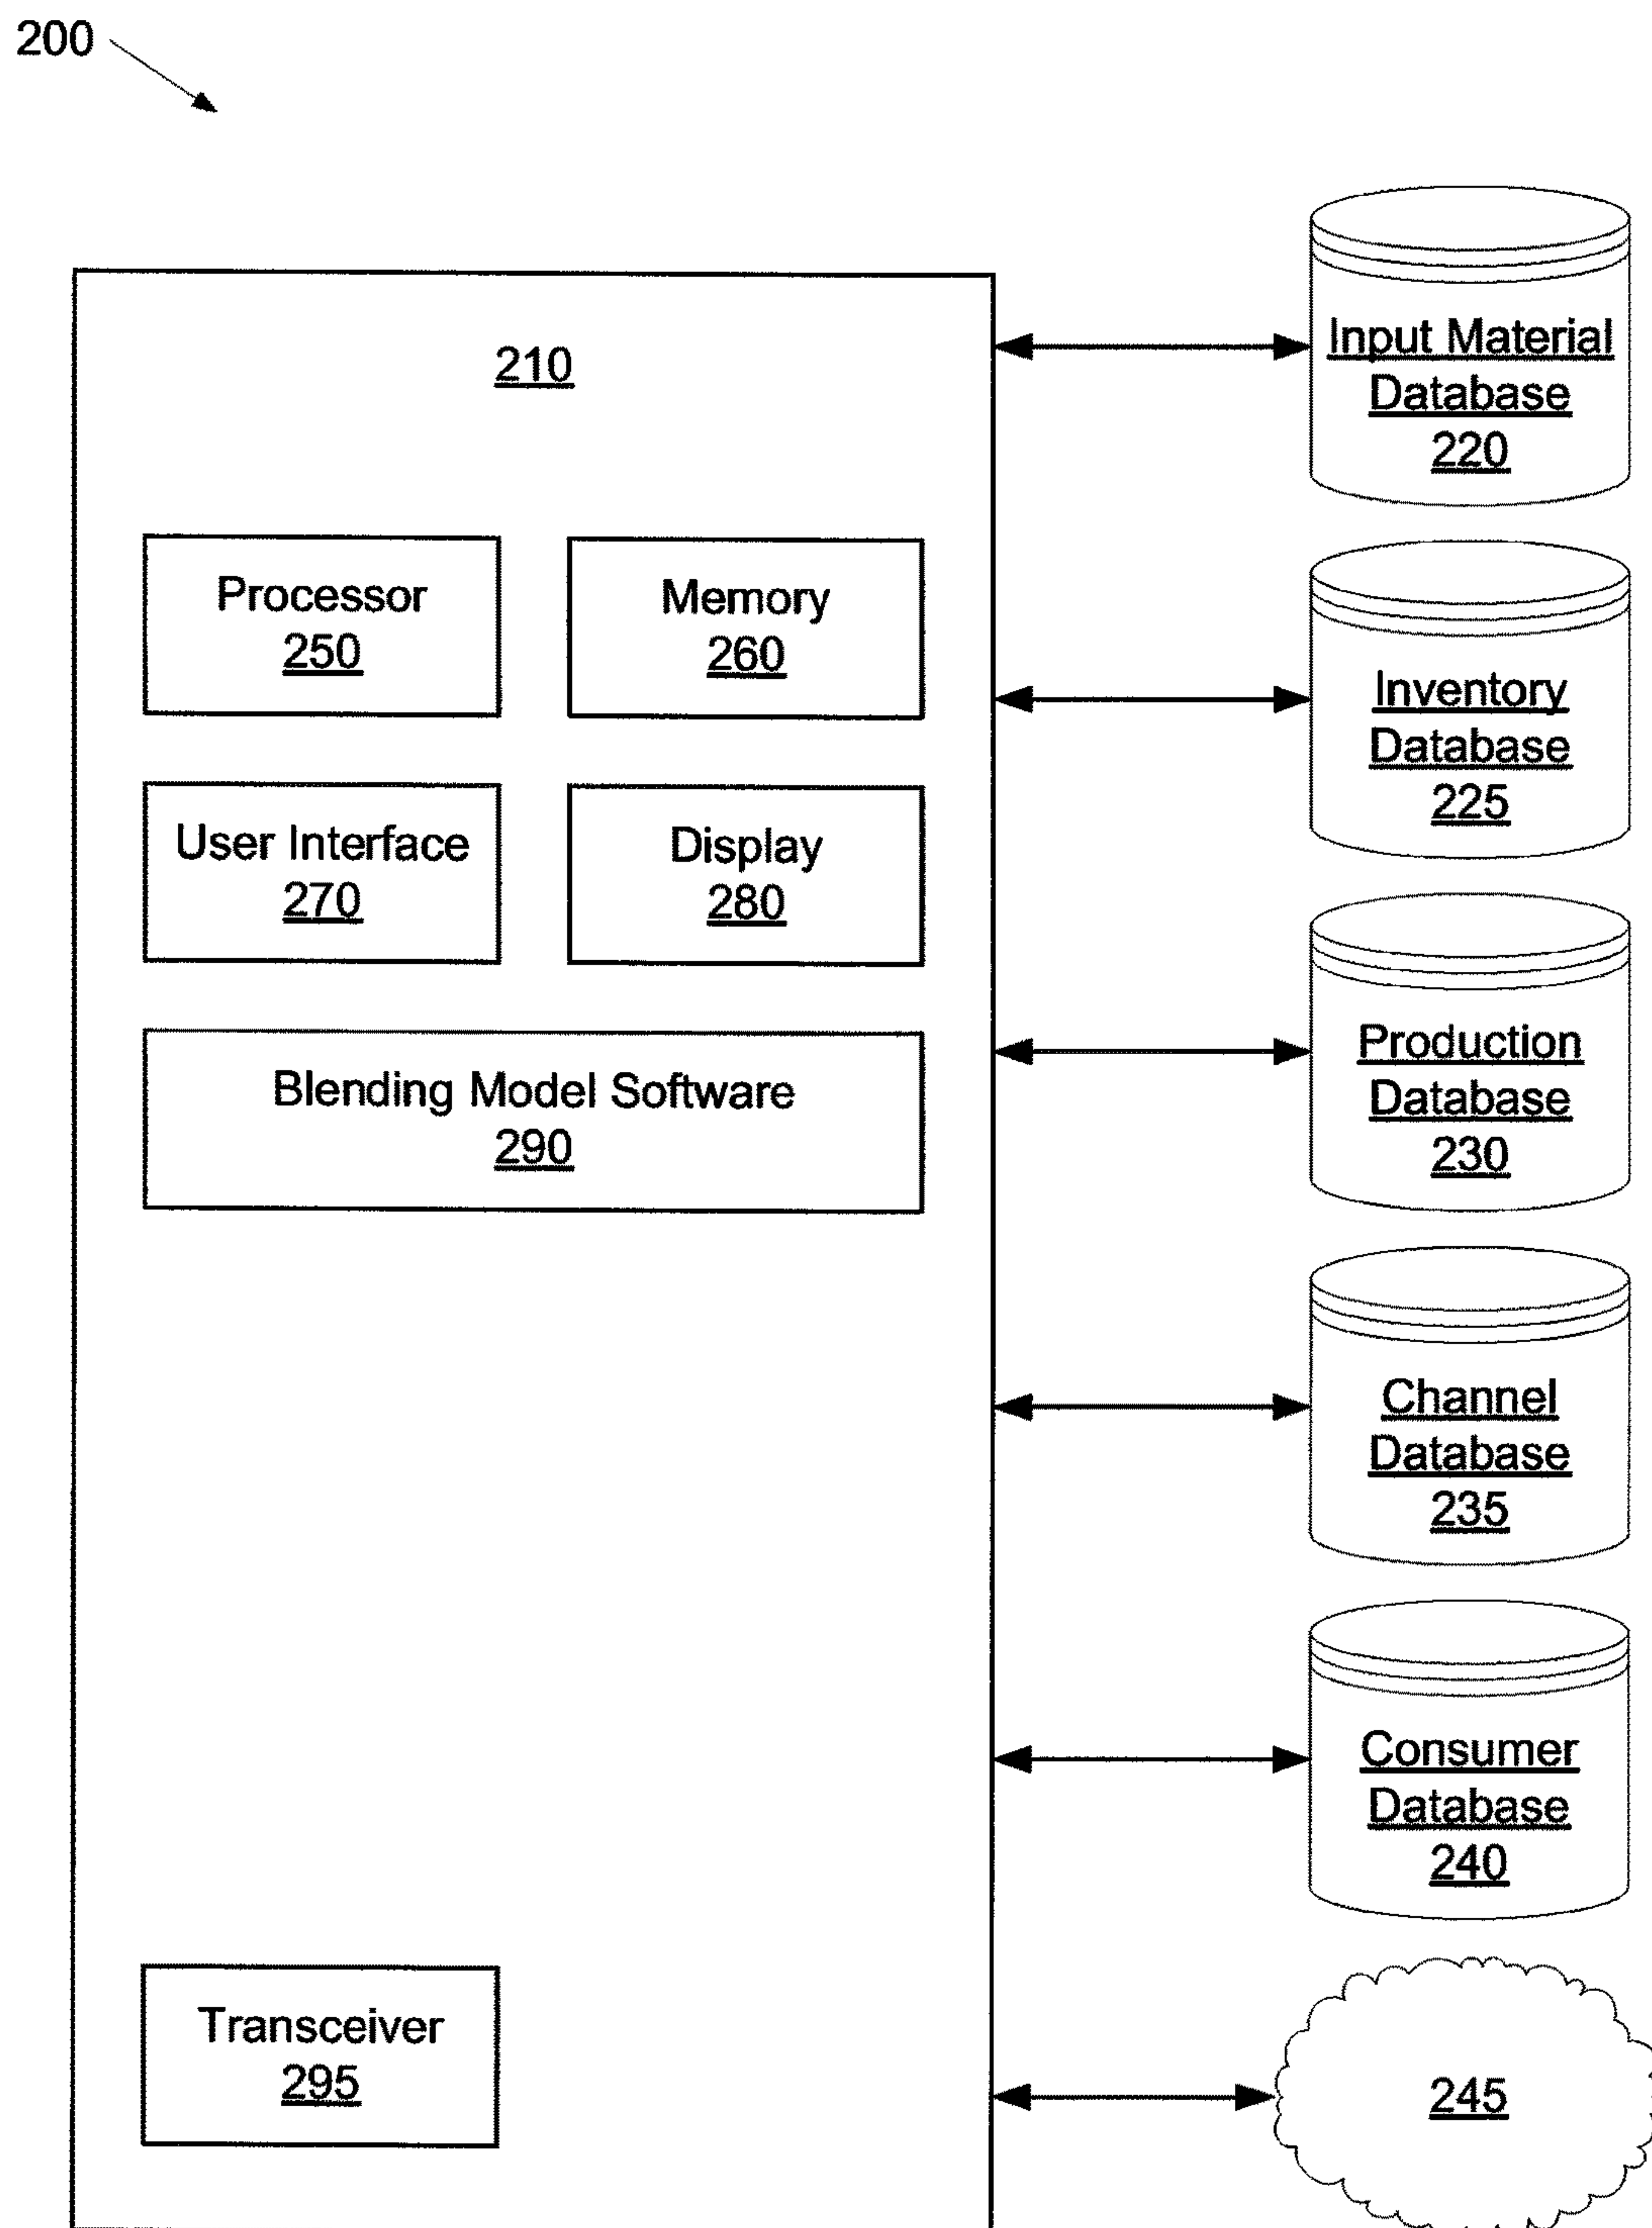 200
210
Processor
250
Memory
260
User Interface
270
Display
280
Blending Model Software
290
Transceiver
295
Input Material
Database
220
Inventory
Database
225
Production
Database
230
Channel
Database
235
Consumer
Database
240
245